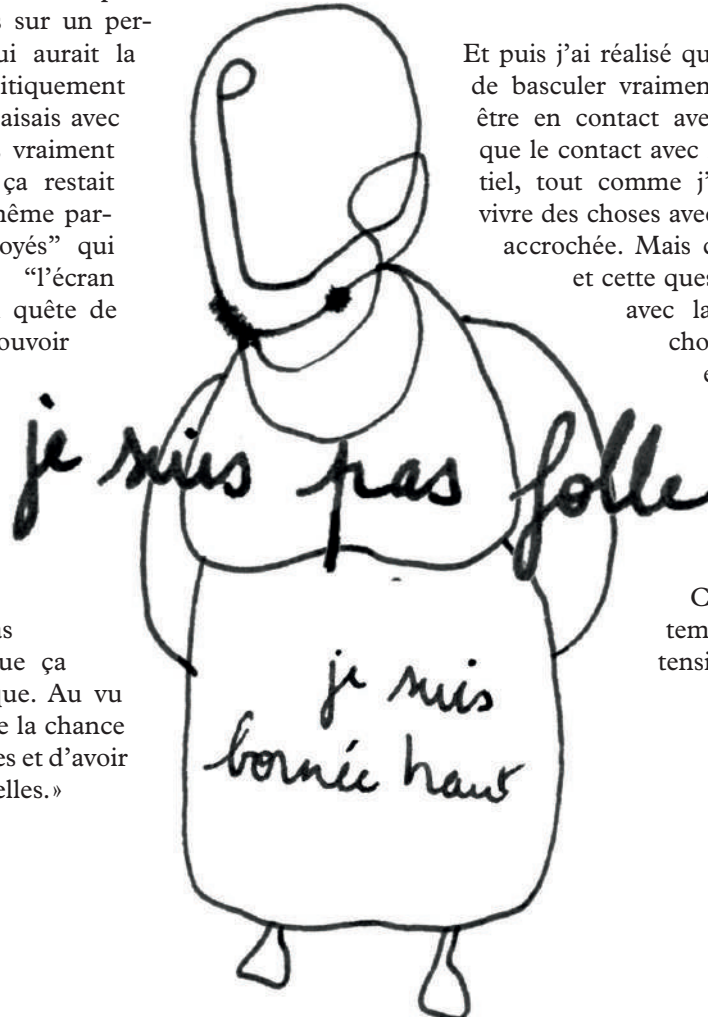 s sur un per-
ui aurait la
itiquement
aisais avec
vraiment
ça restait
même par-
oyés” qui
“l'écran
quête de
ouvoir
Et puis j'ai réalisé qu
de basculer vraimen
être en contact ave
que le contact avec
tiel, tout comme j'
vivre des choses avec
accrochée. Mais c
et cette ques
avec la
cho
e
je suis pas folle
je suis
bornée haut
as
ue ça
que. Au vu
e la chance
es et d'avoir
elles.»
C
tem
tensi